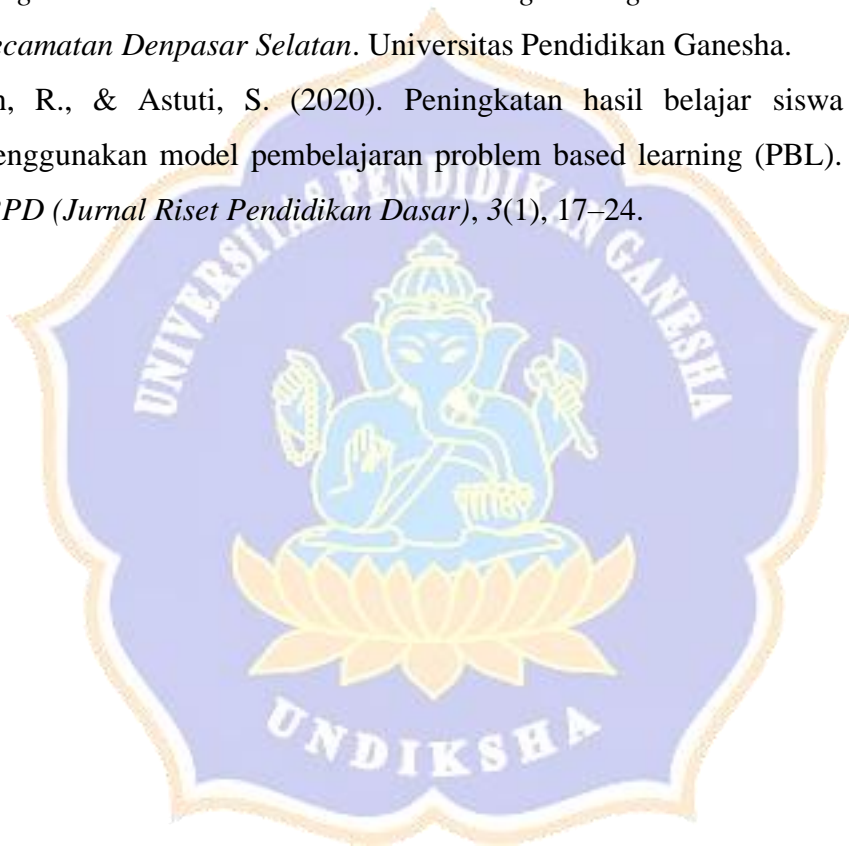 ecamatan Denpasar Selatan. Universitas Pendidikan Ganesha.
n, R., & Astuti, S. (2020). Peningkatan hasil belajar siswa
enggunakan model pembelajaran problem based learning (PBL).
PD (Jurnal Riset Pendidikan Dasar), 3(1), 17–24.
UNIVERSITAS PENDIDIKAN GANESHA
UNDIKSHA